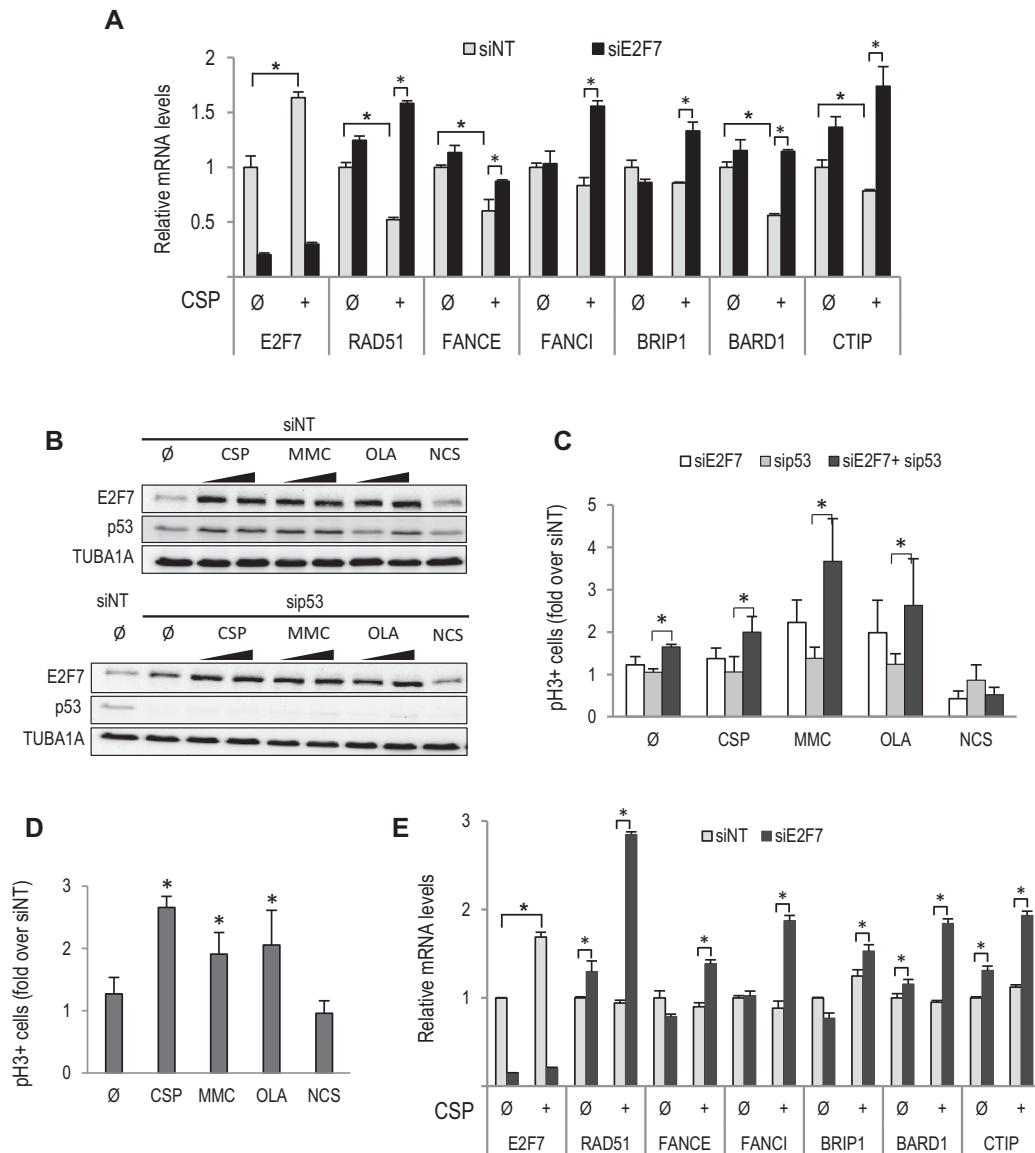 A
siNT siE2F7
Relative mRNA levels
2
1.5
1
0.5
* * * * * * * * * * *
CSP Ø + Ø + Ø + Ø + Ø + Ø + Ø +
E2F7 RAD51 FANCE FANCI BRIP1 BARD1 CTIP
B
siNT
Ø CSP MMC OLA NCS
E2F7
p53
TUBA1A
siNT sip53
Ø Ø CSP MMC OLA NCS
E2F7
p53
TUBA1A
C
siE2F7 sip53 siE2F7+ sip53
pH3+ cells (fold over siNT)
5
4
3
2
1
0
* * * *
Ø CSP MMC OLA NCS
D
pH3+ cells (fold over siNT)
3
2
1
0
* * *
Ø CSP MMC OLA NCS
E
siNT siE2F7
Relative mRNA levels
3
2
1
0
* * * * * * * * * *
CSP Ø + Ø + Ø + Ø + Ø + Ø + Ø +
E2F7 RAD51 FANCE FANCI BRIP1 BARD1 CTIP